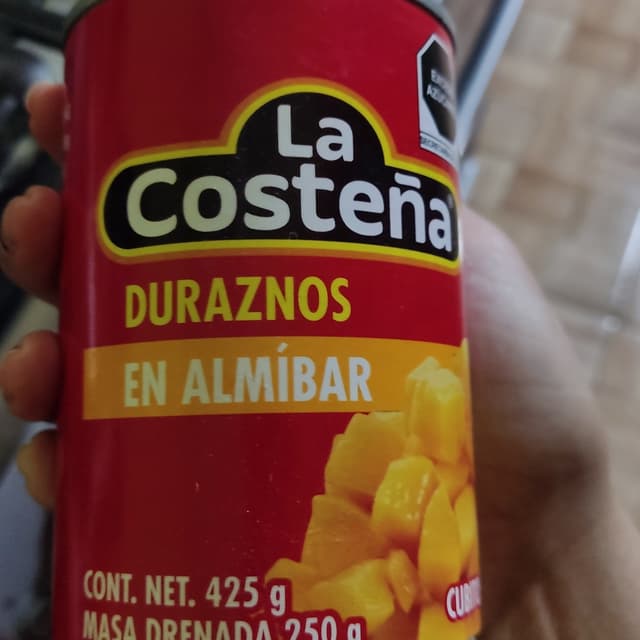 La
Costeña
DURAZNOS
EN ALMÍBAR
CONT. NET. 425 g
MASA DRENADA 250 g